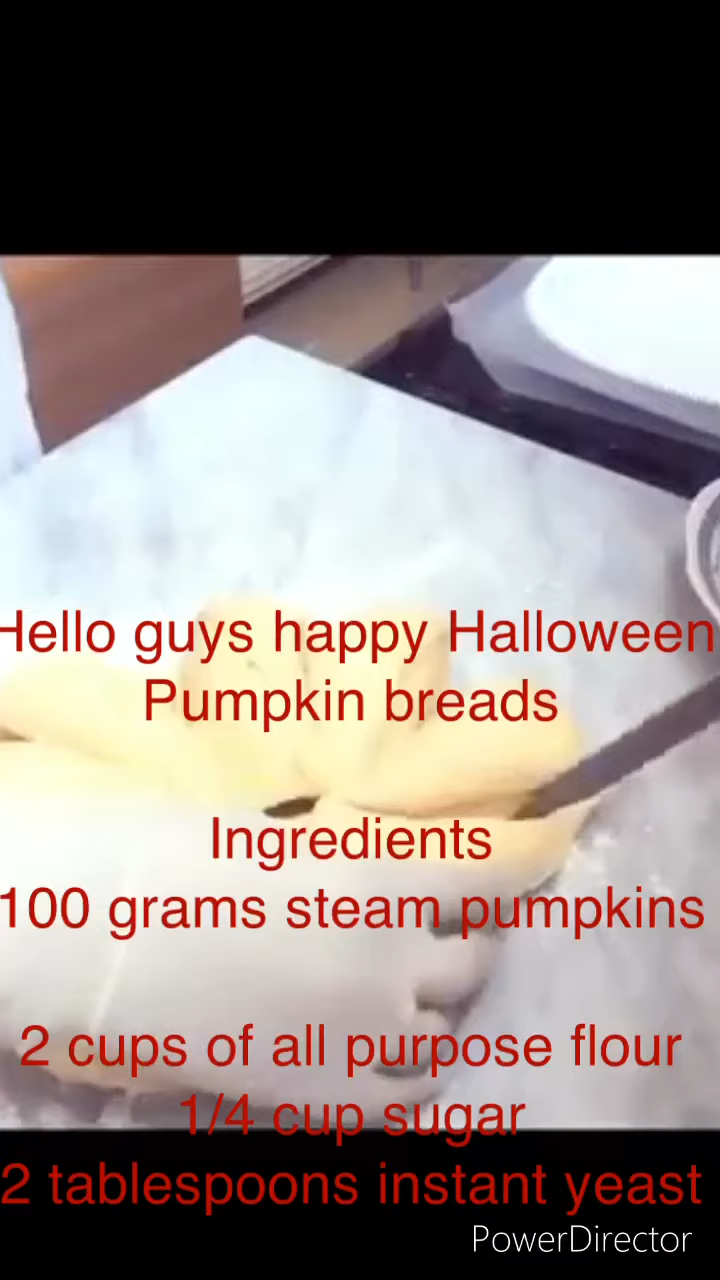 Hello guys happy Halloween
Pumpkin breads
Ingredients
100 grams steam pumpkins
2 cups of all purpose flour
1/4 cup sugar
2 tablespoons instant yeast
PowerDirector